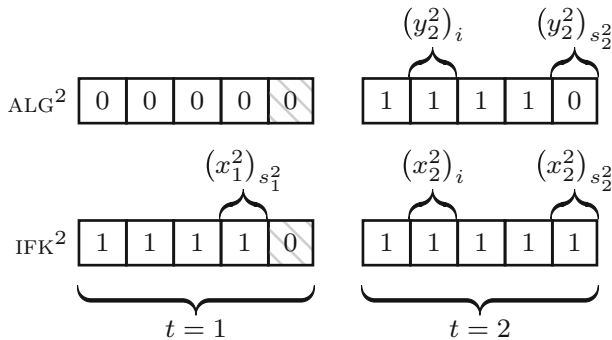 (y_2^2)_i (y_2^2)_{s_2^2}
ALG^2 0 0 0 0 0 1 1 1 1 0
(x_1^2)_{s_1^2} (x_2^2)_i (x_2^2)_{s_2^2}
IFK^2 1 1 1 1 0 1 1 1 1 1
t = 1 t = 2